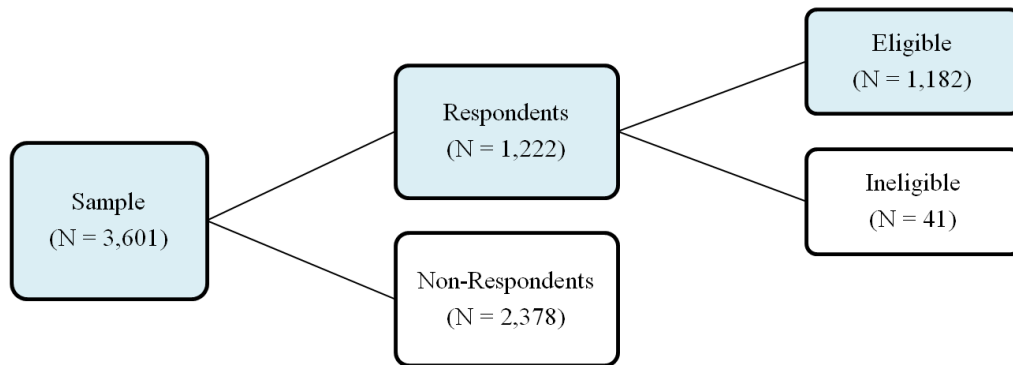 Sample
(N = 3,601)
Respondents
(N = 1,222)
Non-Respondents
(N = 2,378)
Eligible
(N = 1,182)
Ineligible
(N = 41)